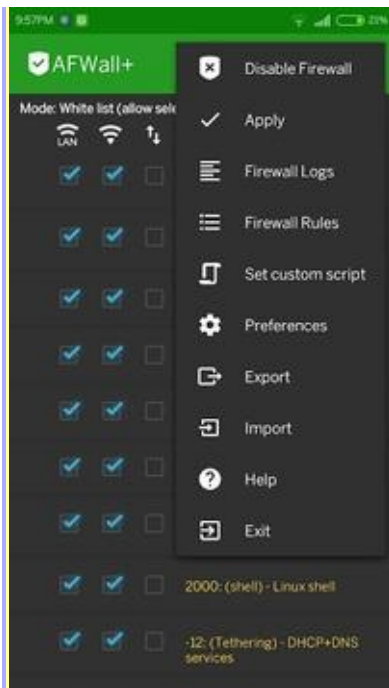 9:57PM
AFWall+
Mode: White list (allow sele
LAN
Disable Firewall
Apply
Firewall Logs
Firewall Rules
Set custom script
Preferences
Export
Import
Help
Exit
2000: (shell) - Linux shell
-12: (Tethering) - DHCP+DNS
services